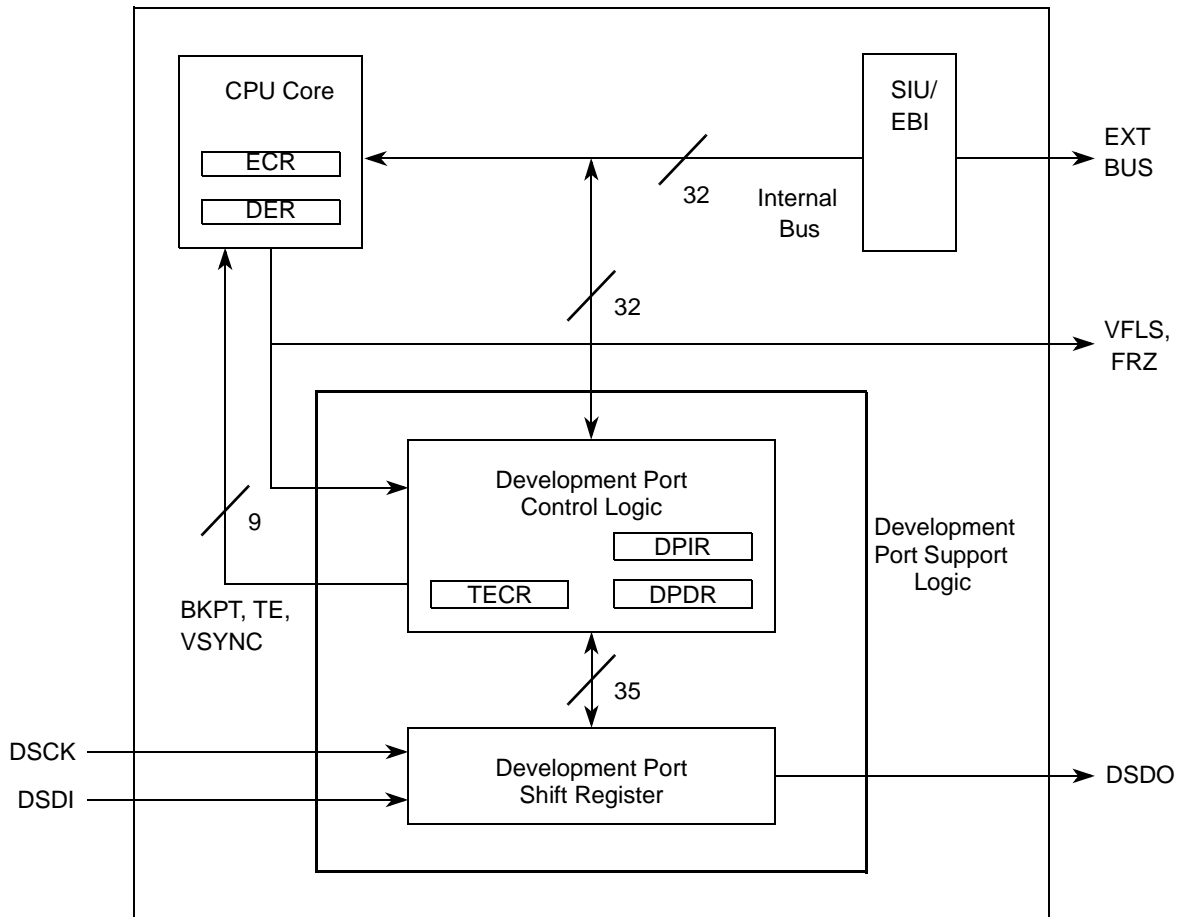 CPU Core
ECR
DER
SIU/
EBI
EXT
BUS
32
Internal
Bus
32
VFLS,
FRZ
Development Port
Control Logic
DPIR
TECR
DPDR
9
BKPT, TE,
VSYNC
Development
Port Support
Logic
35
DSCK
DSDI
Development Port
Shift Register
DSDO